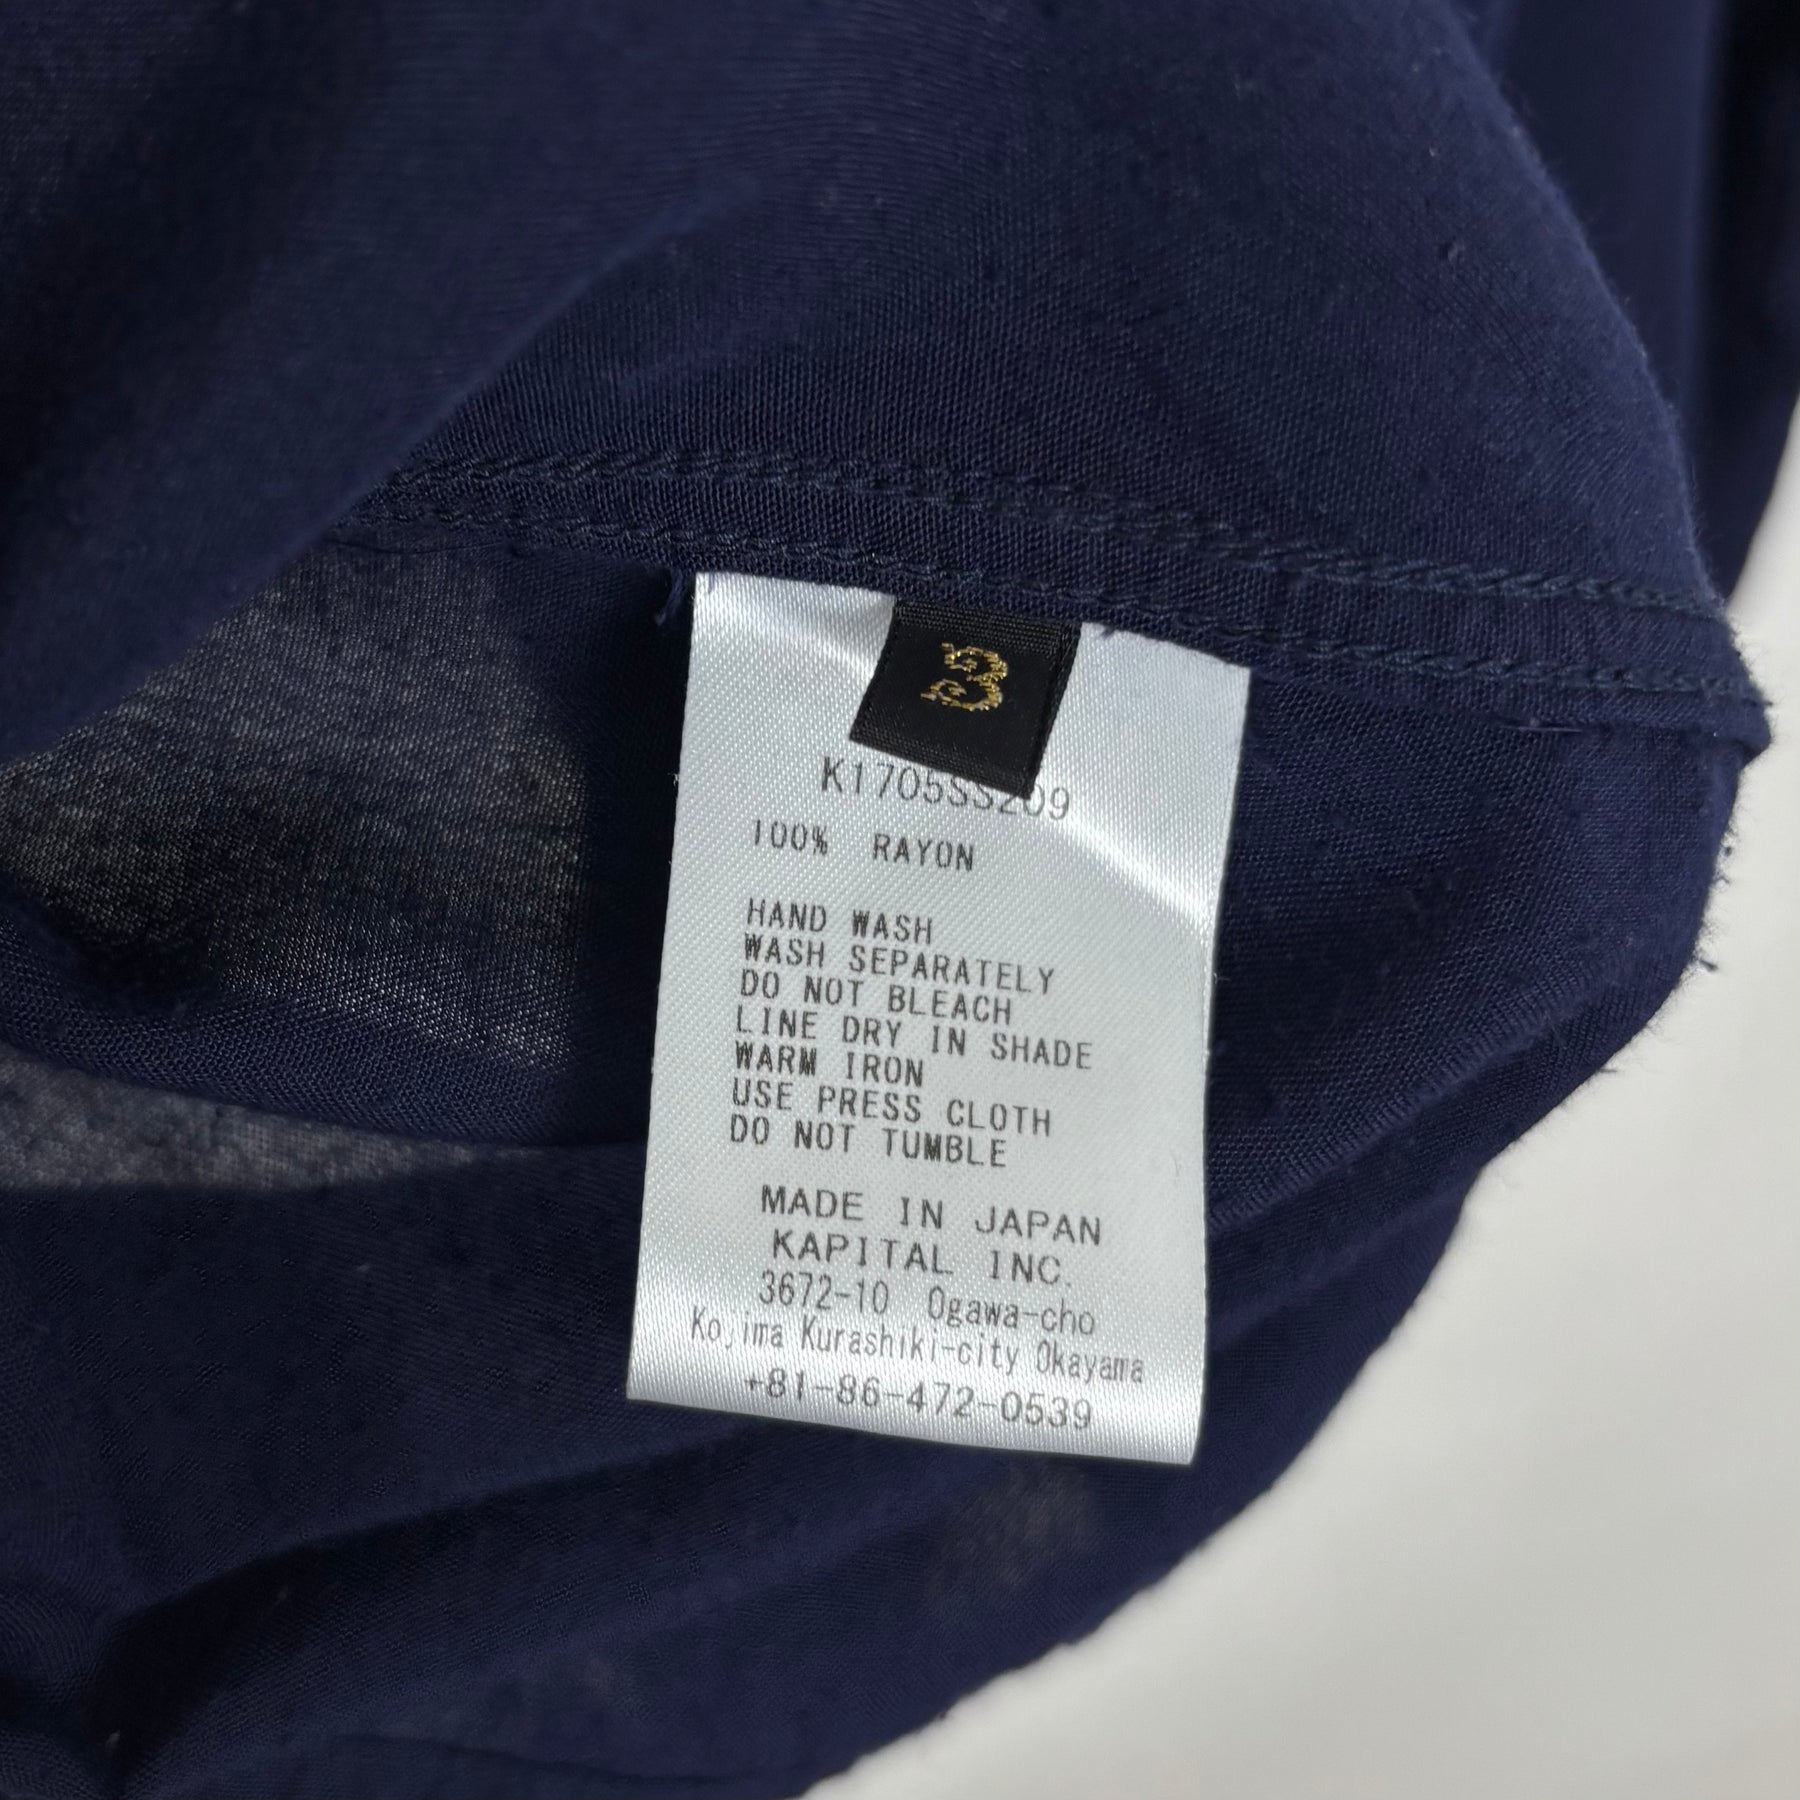 3
K1705SS209
100% RAYON
HAND WASH
WASH SEPARATELY
DO NOT BLEACH
LINE DRY IN SHADE
WARM IRON
USE PRESS CLOTH
DO NOT TUMBLE
MADE IN JAPAN
KAPITAL INC.
3672-10 Ogawa-cho
Kojima Kurashiki-city Okayama
+81-86-472-0539